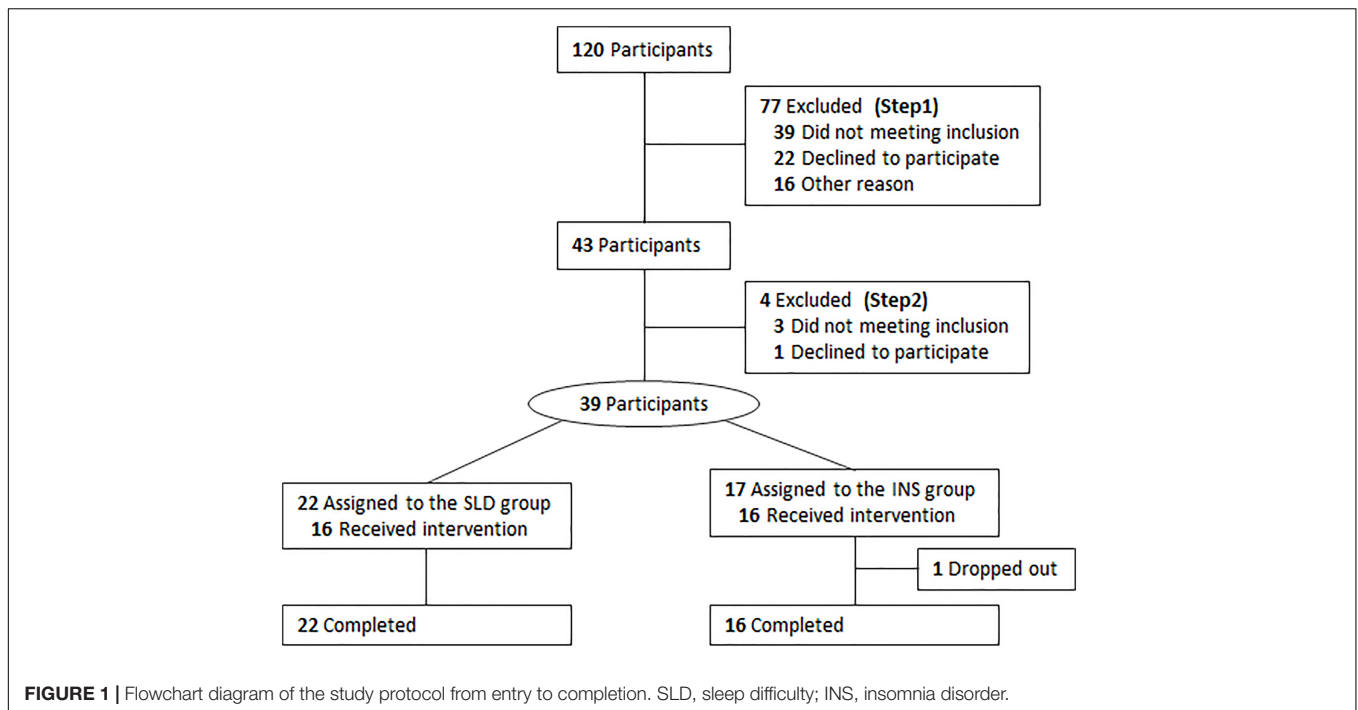 120 Participants
77 Excluded (Step1)
39 Did not meeting inclusion
22 Declined to participate
16 Other reason
43 Participants
4 Excluded (Step2)
3 Did not meeting inclusion
1 Declined to participate
39 Participants
22 Assigned to the SLD group
16 Received intervention
17 Assigned to the INS group
16 Received intervention
1 Dropped out
22 Completed
16 Completed
FIGURE 1 | Flowchart diagram of the study protocol from entry to completion. SLD, sleep difficulty; INS, insomnia disorder.